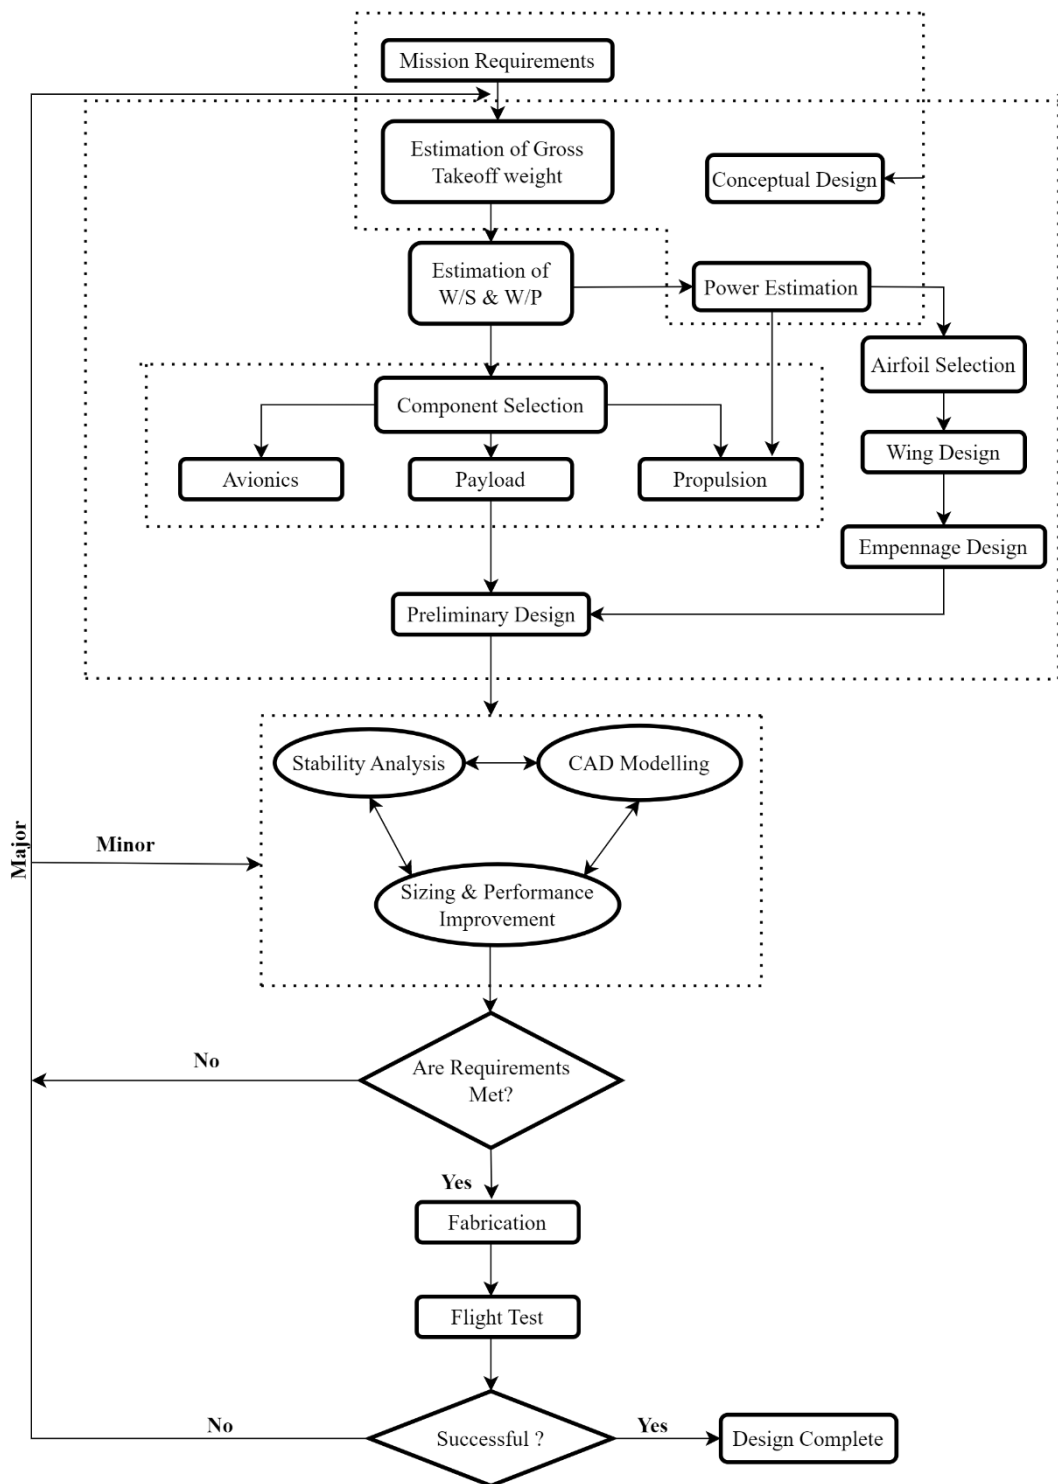 Mission Requirements
Estimation of Gross
Takeoff weight
Conceptual Design
Estimation of
W/S & W/P
Power Estimation
Airfoil Selection
Component Selection
Wing Design
Avionics
Payload
Propulsion
Empennage Design
Preliminary Design
Stability Analysis
CAD Modelling
Major
Minor
Sizing & Performance
Improvement
Are Requirements
Met?
No
Yes
Fabrication
Flight Test
No
Successful ?
Yes
Design Complete